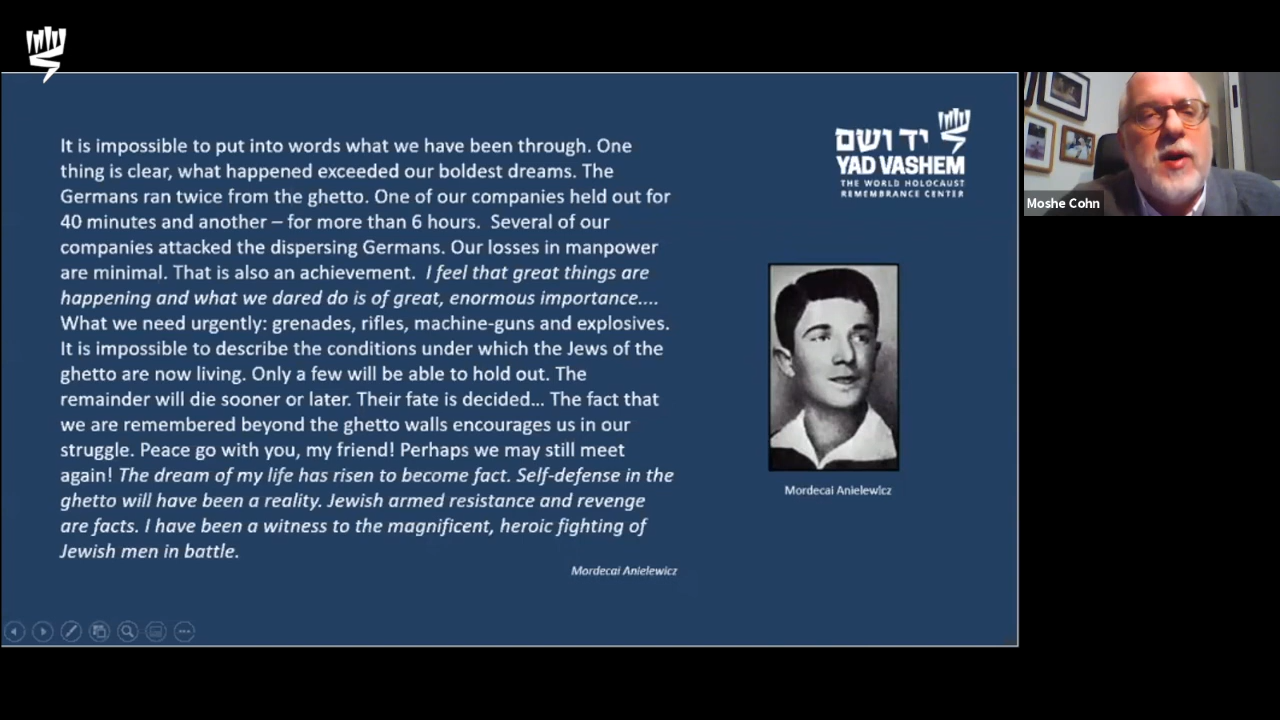 It is impossible to put into words what we have been through. One
thing is clear, what happened exceeded our boldest dreams. The
Germans ran twice from the ghetto. One of our companies held out for
40 minutes and another – for more than 6 hours.  Several of our
companies attacked the dispersing Germans. Our losses in manpower
are minimal. That is also an achievement.  I feel that great things are
happening and what we dared do is of great, enormous importance....
What we need urgently: grenades, rifles, machine-guns and explosives.
It is impossible to describe the conditions under which the Jews of the
ghetto are now living. Only a few will be able to hold out. The
remainder will die sooner or later. Their fate is decided... The fact that
we are remembered beyond the ghetto walls encourages us in our
struggle. Peace go with you, my friend! Perhaps we may still meet
again! The dream of my life has risen to become fact. Self-defense in the
ghetto will have been a reality. Jewish armed resistance and revenge
are facts. I have been a witness to the magnificent, heroic fighting of
Jewish men in battle.
Mordecai Anielewicz
יד ושם
YAD VASHEM
THE WORLD HOLOCAUST
REMEMBRANCE CENTER
Mordecai Anielewicz
Moshe Cohn